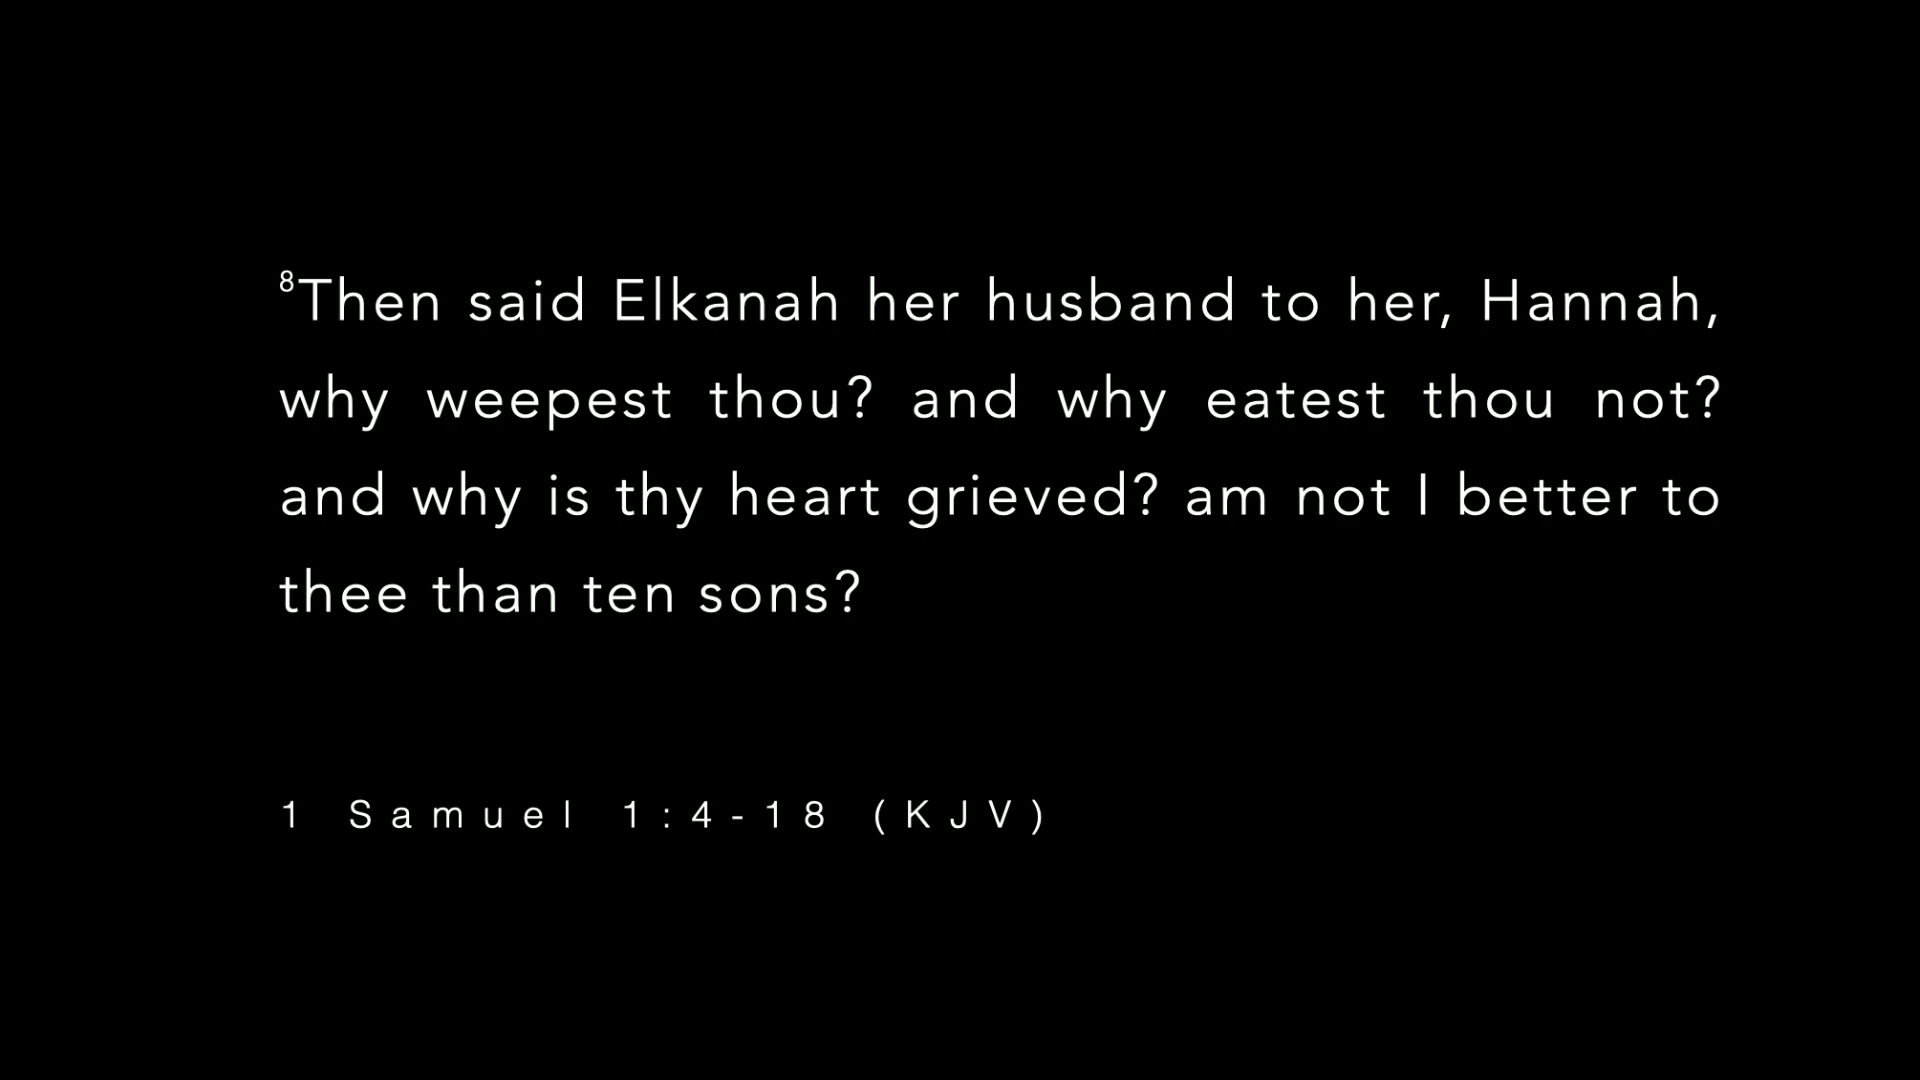 ⁸Then said Elkanah her husband to her, Hannah,
why weepest thou? and why eatest thou not?
and why is thy heart grieved? am not I better to
thee than ten sons?
1 Samuel 1:4-18 (KJV)